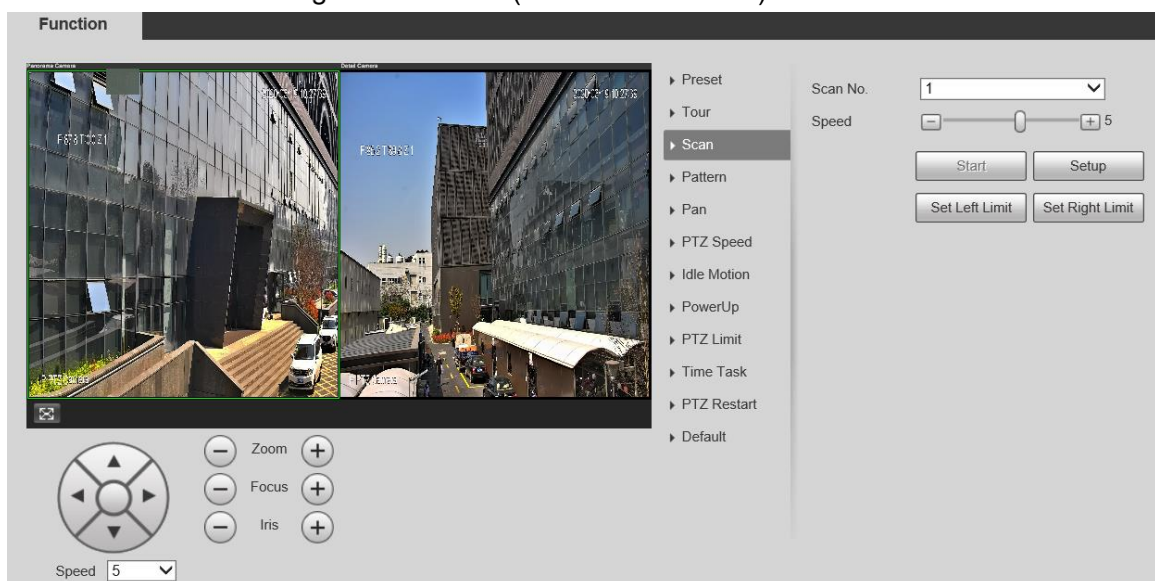 Function
Panorama Camera
Detail Camera
PTZ Camera
Preset
Tour
Scan
Pattern
Pan
PTZ Speed
Idle Motion
PowerUp
PTZ Limit
Time Task
PTZ Restart
Default
Scan No. 1
Speed 5
Start Setup
Set Left Limit Set Right Limit
Zoom
Focus
Iris
Speed 5